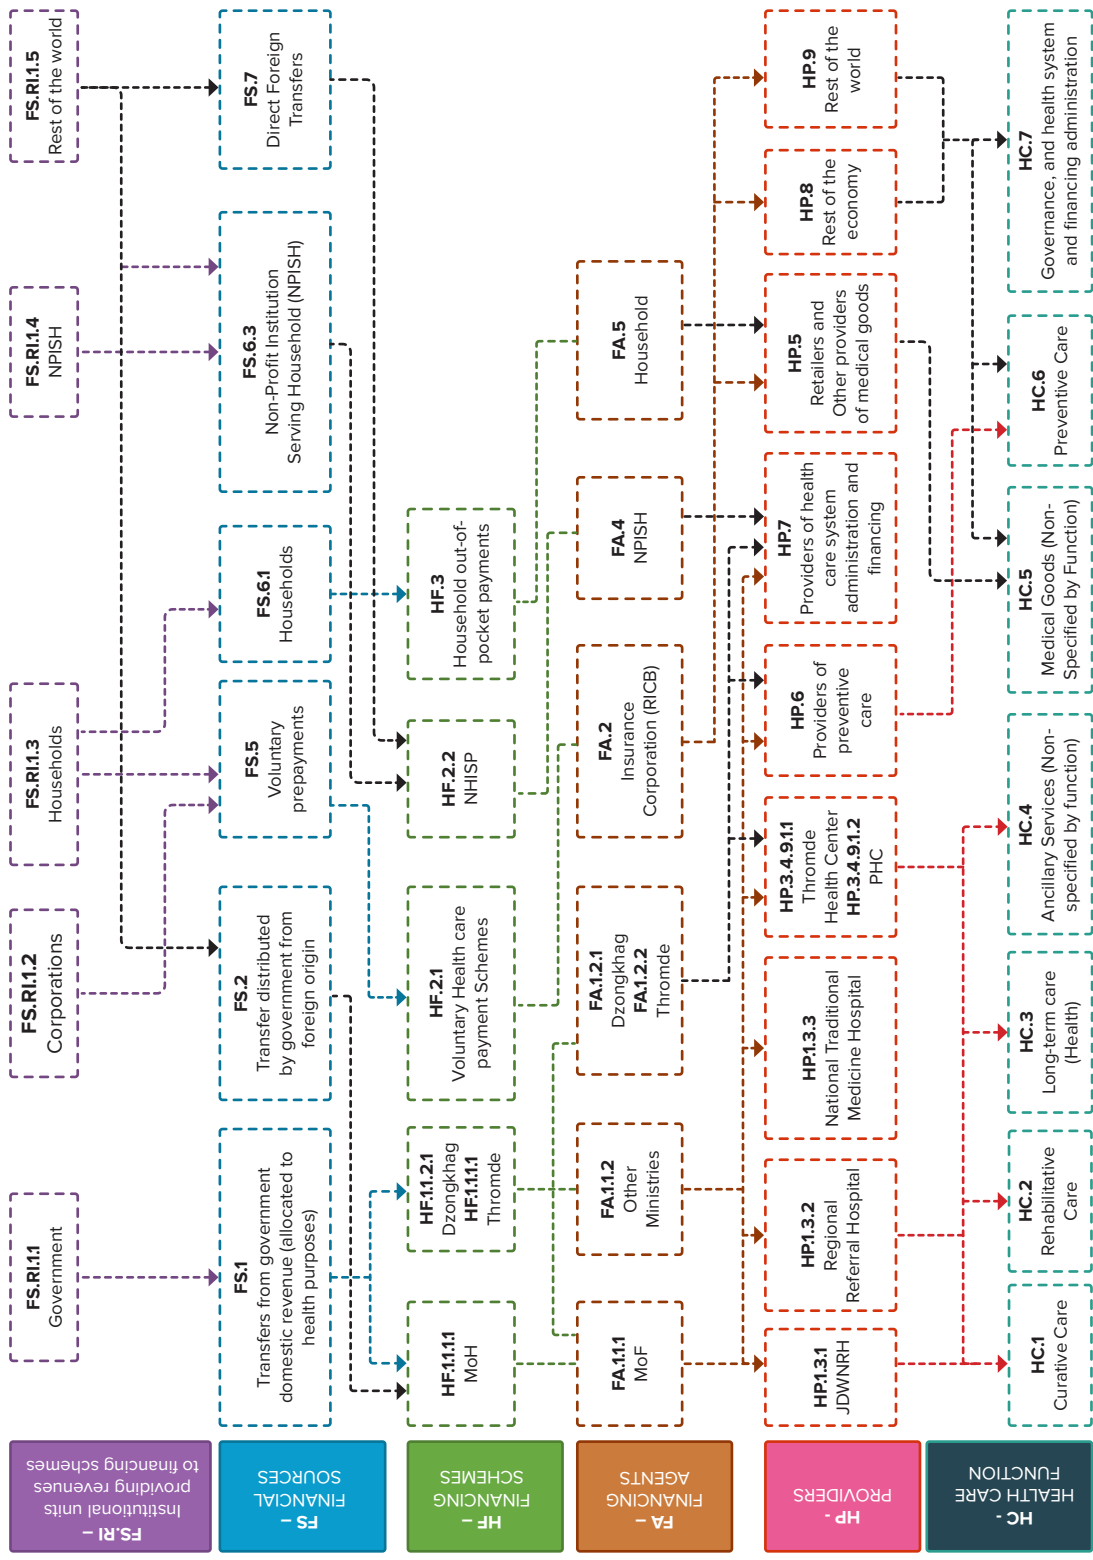 FS.RI –
Institutional units
providing revenues
to financing schemes
FS.RI.1.1
Government
FS.RI.1.2
Corporations
FS.RI.1.3
Households
FS.RI.1.4
NPISH
FS.RI.1.5
Rest of the world
FS –
FINANCIAL
SOURCES
FS.1
Transfers from government
domestic revenue (allocated to
health purposes)
FS.2
Transfer distributed
by government from
foreign origin
FS.5
Voluntary
prepayments
FS.6.1
Households
FS.6.3
Non-Profit Institution
Serving Household (NPISH)
FS.7
Direct Foreign
Transfers
HF –
FINANCING
SCHEMES
HF.1.1.1.1
MoH
HF.1.1.2.1
Dzongkhag
HF.1.1.1.1
Thromde
HF.2.1
Voluntary Health care
payment Schemes
HF.2.2.2
NHISP
HF.3
Household out-of-
pocket payments
FA –
FINANCING
AGENTS
FA.1.1.1
MoF
FA.1.1.2
Other
Ministries
FA.1.2.1
Dzongkhag
FA.1.2.2
Thromde
FA.2
Insurance
Corporation (RICB)
FA.4
NPISH
FA.5
Household
HP -
PROVIDERS
HP.1.3.1
JDWNRH
HP.1.3.2
Regional
Referral Hospital
HP.1.3.3
National Traditional
Medicine Hospital
HP.3.4.9.1.1
Thromde
Health Center
HP.3.4.9.1.2
PHC
HP.6
Providers of
preventive
care
HP.7
Providers of health
care system
administration and
financing
HP.5
Retailers and
Other providers
of medical goods
HP.8
Rest of the
economy
HP.9
Rest of the
world
HC -
HEALTH CARE
FUNCTION
HC.1
Curative Care
HC.2
Rehabilitative
Care
HC.3
Long-term care
(Health)
HC.4
Ancillary Services (Non-
specified by function)
HC.5
Medical Goods (Non-
Specified by Function)
HC.6
Preventive Care
HC.7
Governance, and health system
and financing administration